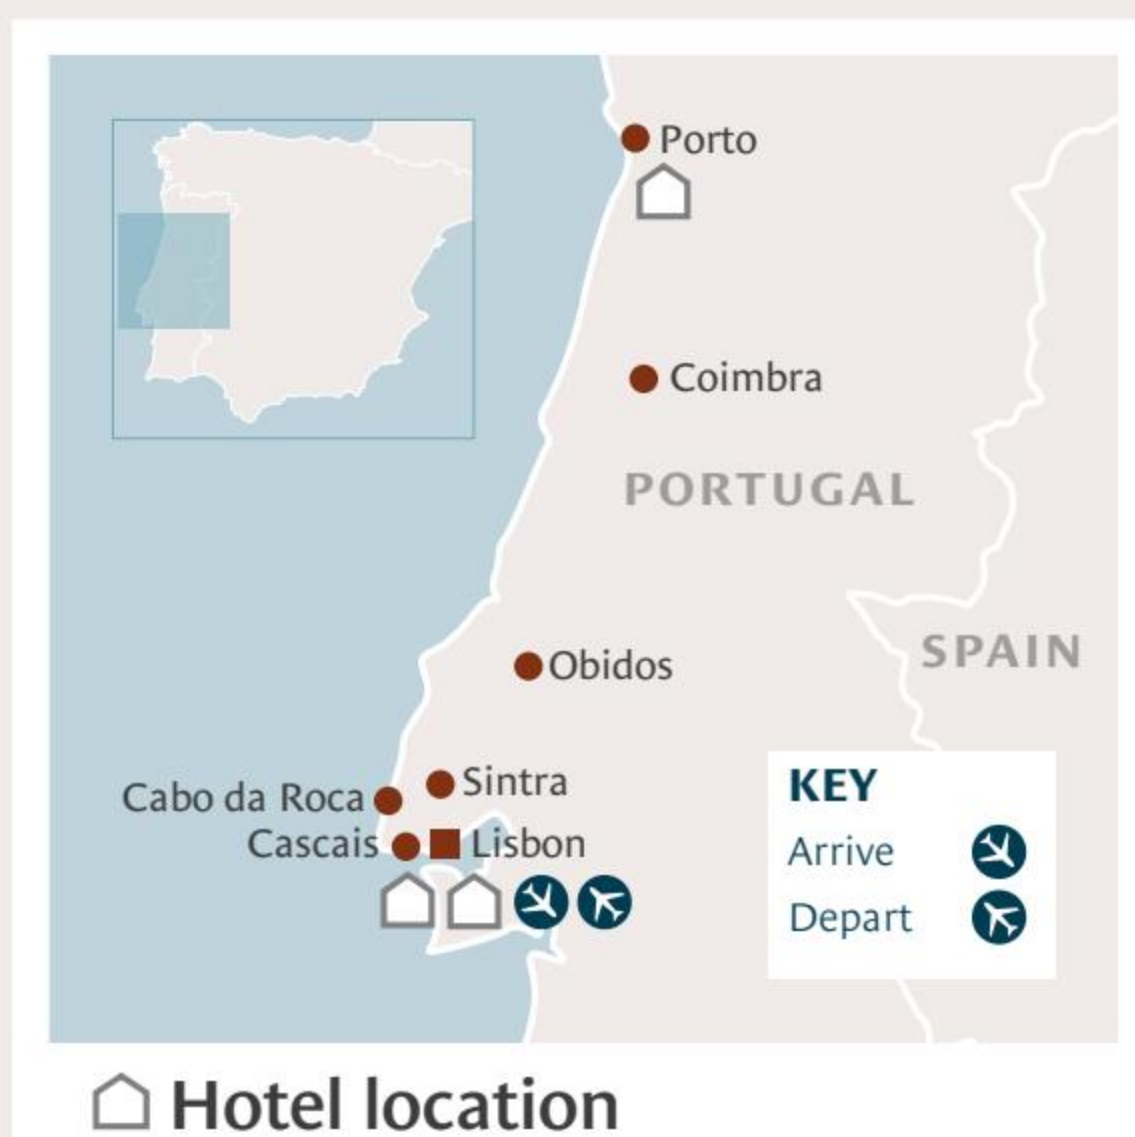 Porto
Coimbra
PORTUGAL
SPAIN
Obidos
Sintra
Cabo da Roca
Cascais
Lisbon
KEY
Arrive
Depart
Hotel location